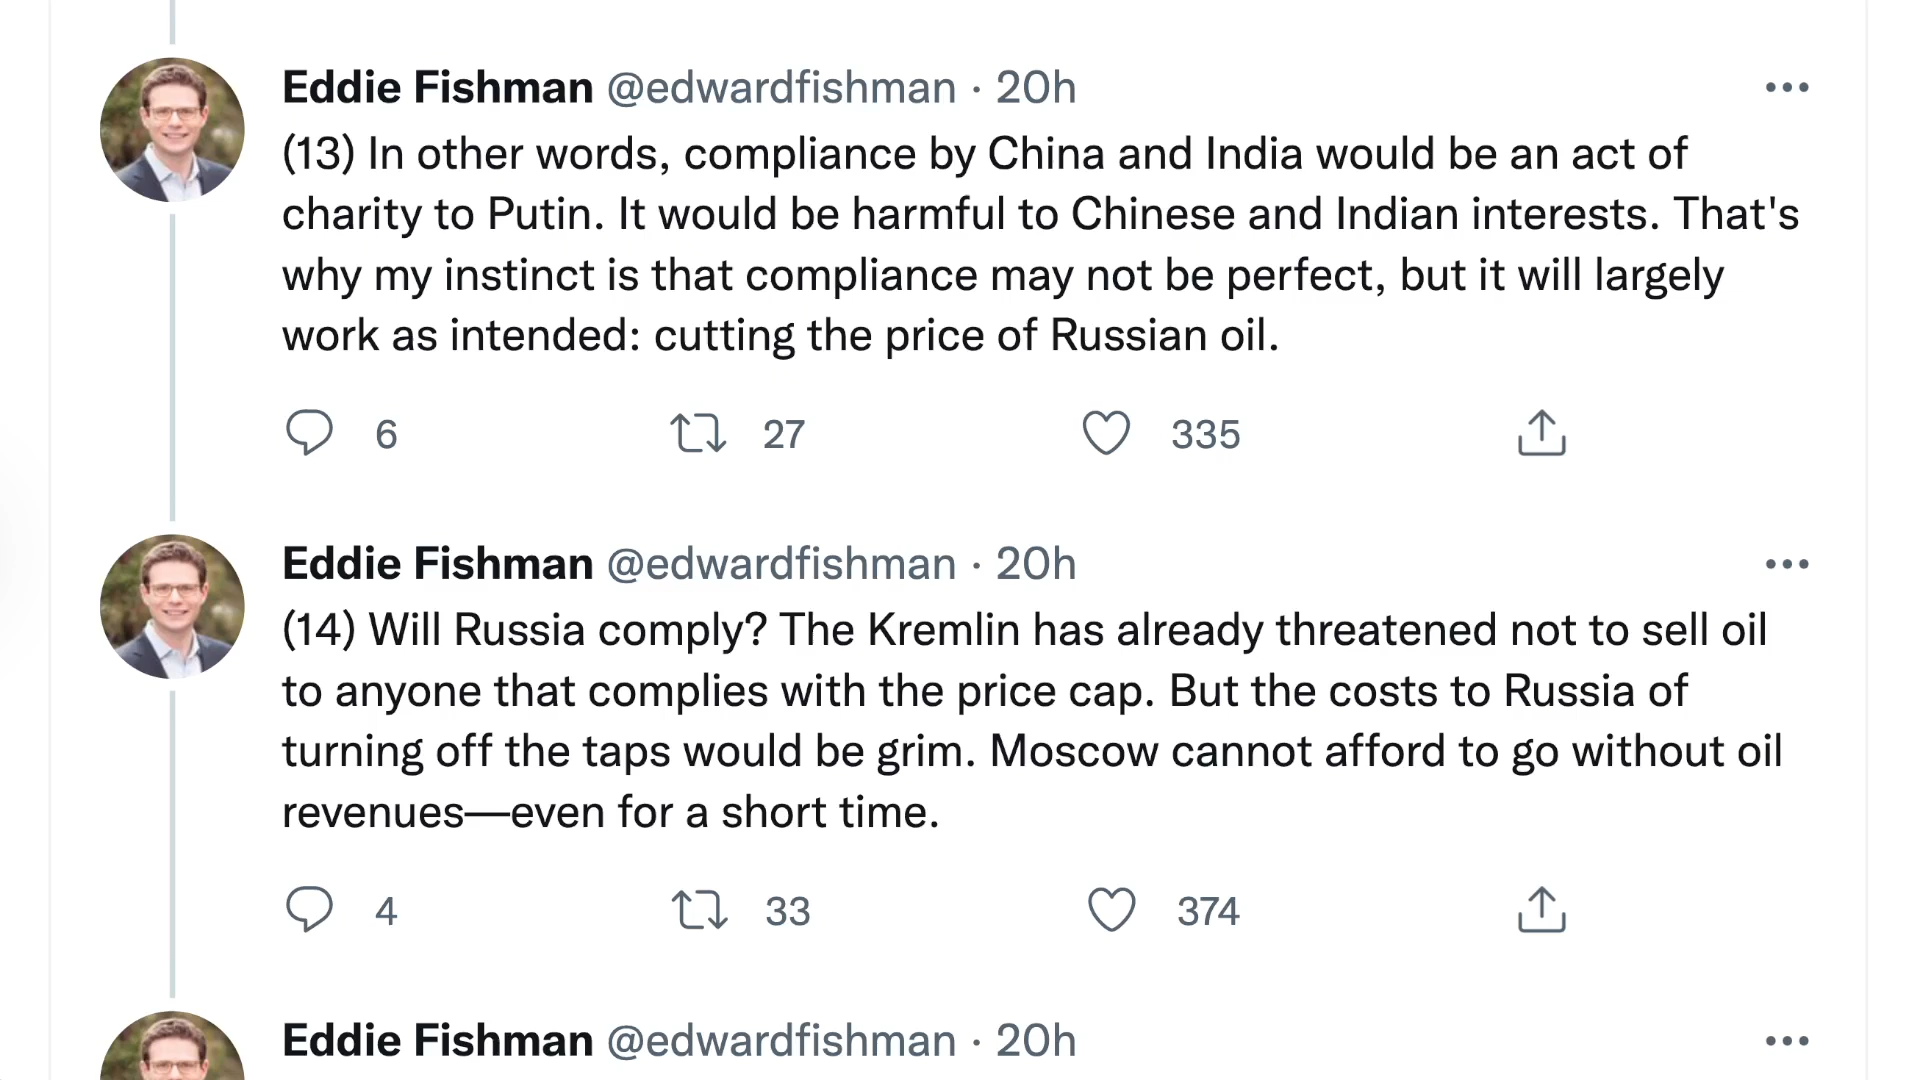 Eddie Fishman @edwardfishman · 20h
(13) In other words, compliance by China and India would be an act of
charity to Putin. It would be harmful to Chinese and Indian interests. That's
why my instinct is that compliance may not be perfect, but it will largely
work as intended: cutting the price of Russian oil.
6 27 335
Eddie Fishman @edwardfishman · 20h
(14) Will Russia comply? The Kremlin has already threatened not to sell oil
to anyone that complies with the price cap. But the costs to Russia of
turning off the taps would be grim. Moscow cannot afford to go without oil
revenues—even for a short time.
4 33 374
Eddie Fishman @edwardfishman · 20h